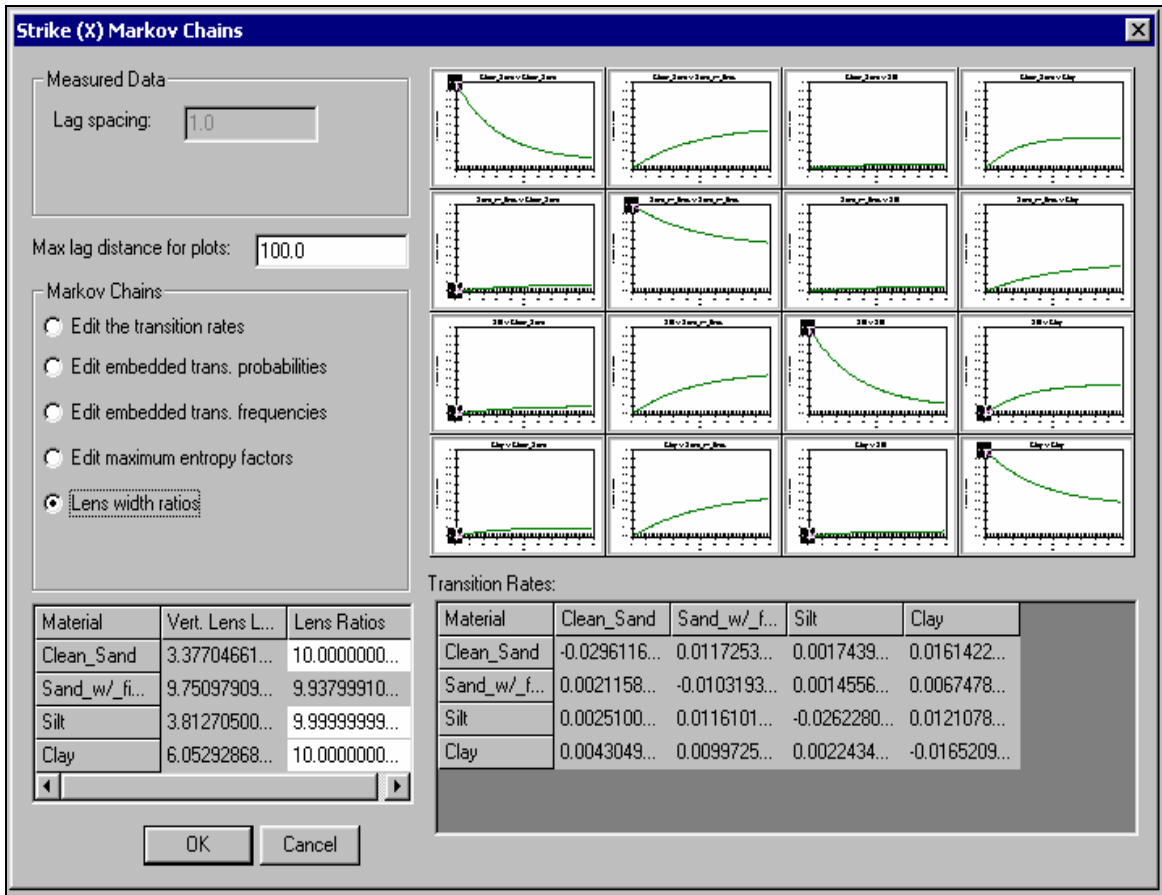 Strike (X) Markov Chains
Measured Data
Lag spacing: 1.0
Max lag distance for plots: 100.0
Markov Chains
Edit the transition rates
Edit embedded trans. probabilities
Edit embedded trans. frequencies
Edit maximum entropy factors
Lens width ratios
Material Vert. Lens L... Lens Ratios
Clean_Sand 3.37704661... 10.0000000...
Sand_w/_fi... 9.75097909... 9.93799910...
Silt 3.81270500... 9.99999999...
Clay 6.05292868... 10.0000000...
OK Cancel
Transition Rates:
Material Clean_Sand Sand_w/_f... Silt Clay
Clean_Sand -0.0296116... 0.0117253... 0.0017439... 0.0161422...
Sand_w/_f... 0.0021158... -0.0103193... 0.0014556... 0.0067478...
Silt 0.0025100... 0.0116101... -0.0262280... 0.0121078...
Clay 0.0043049... 0.0099725... 0.0022434... -0.0165209...